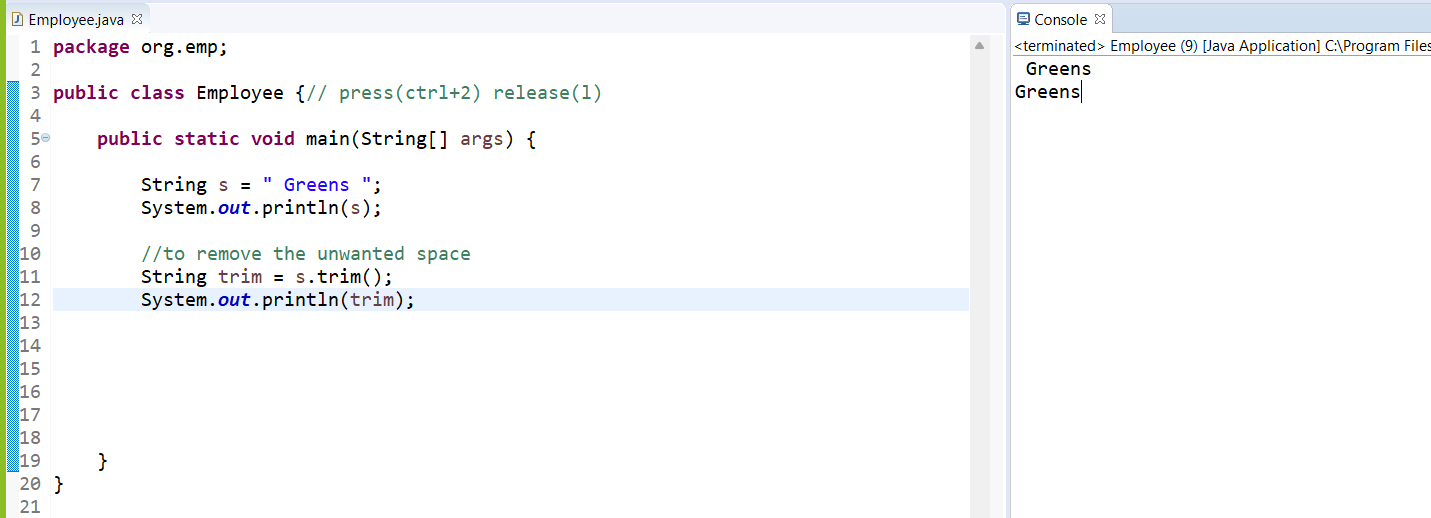 Employee.java
1 package org.emp;
2
3 public class Employee {// press(ctrl+2) release(l)
4
5 public static void main(String[] args) {
6
7 String s = " Greens ";
8 System.out.println(s);
9
10 //to remove the unwanted space
11 String trim = s.trim();
12 System.out.println(trim);
13
14
15
16
17
18
19 }
20 }
21
Console
<terminated> Employee (9) [Java Application] C:\Program Files
 Greens
Greens